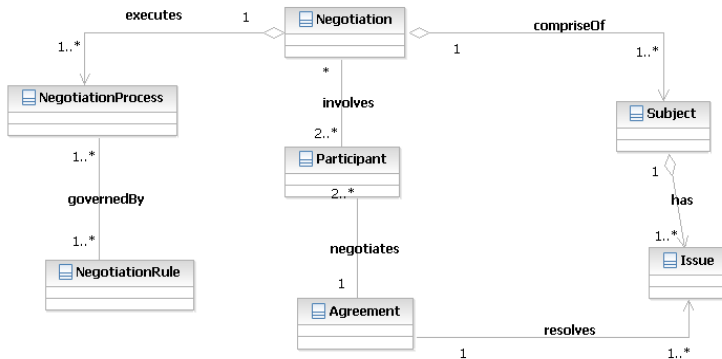 executes
1
Negotiation
compriseOf
1..*
1
1..*
*
NegotiationProcess
involves
Subject
2..*
1..*
Participant
1
2..*
governedBy
has
negotiates
1..*
1..*
NegotiationRule
Issue
1
Agreement
resolves
1
1..*